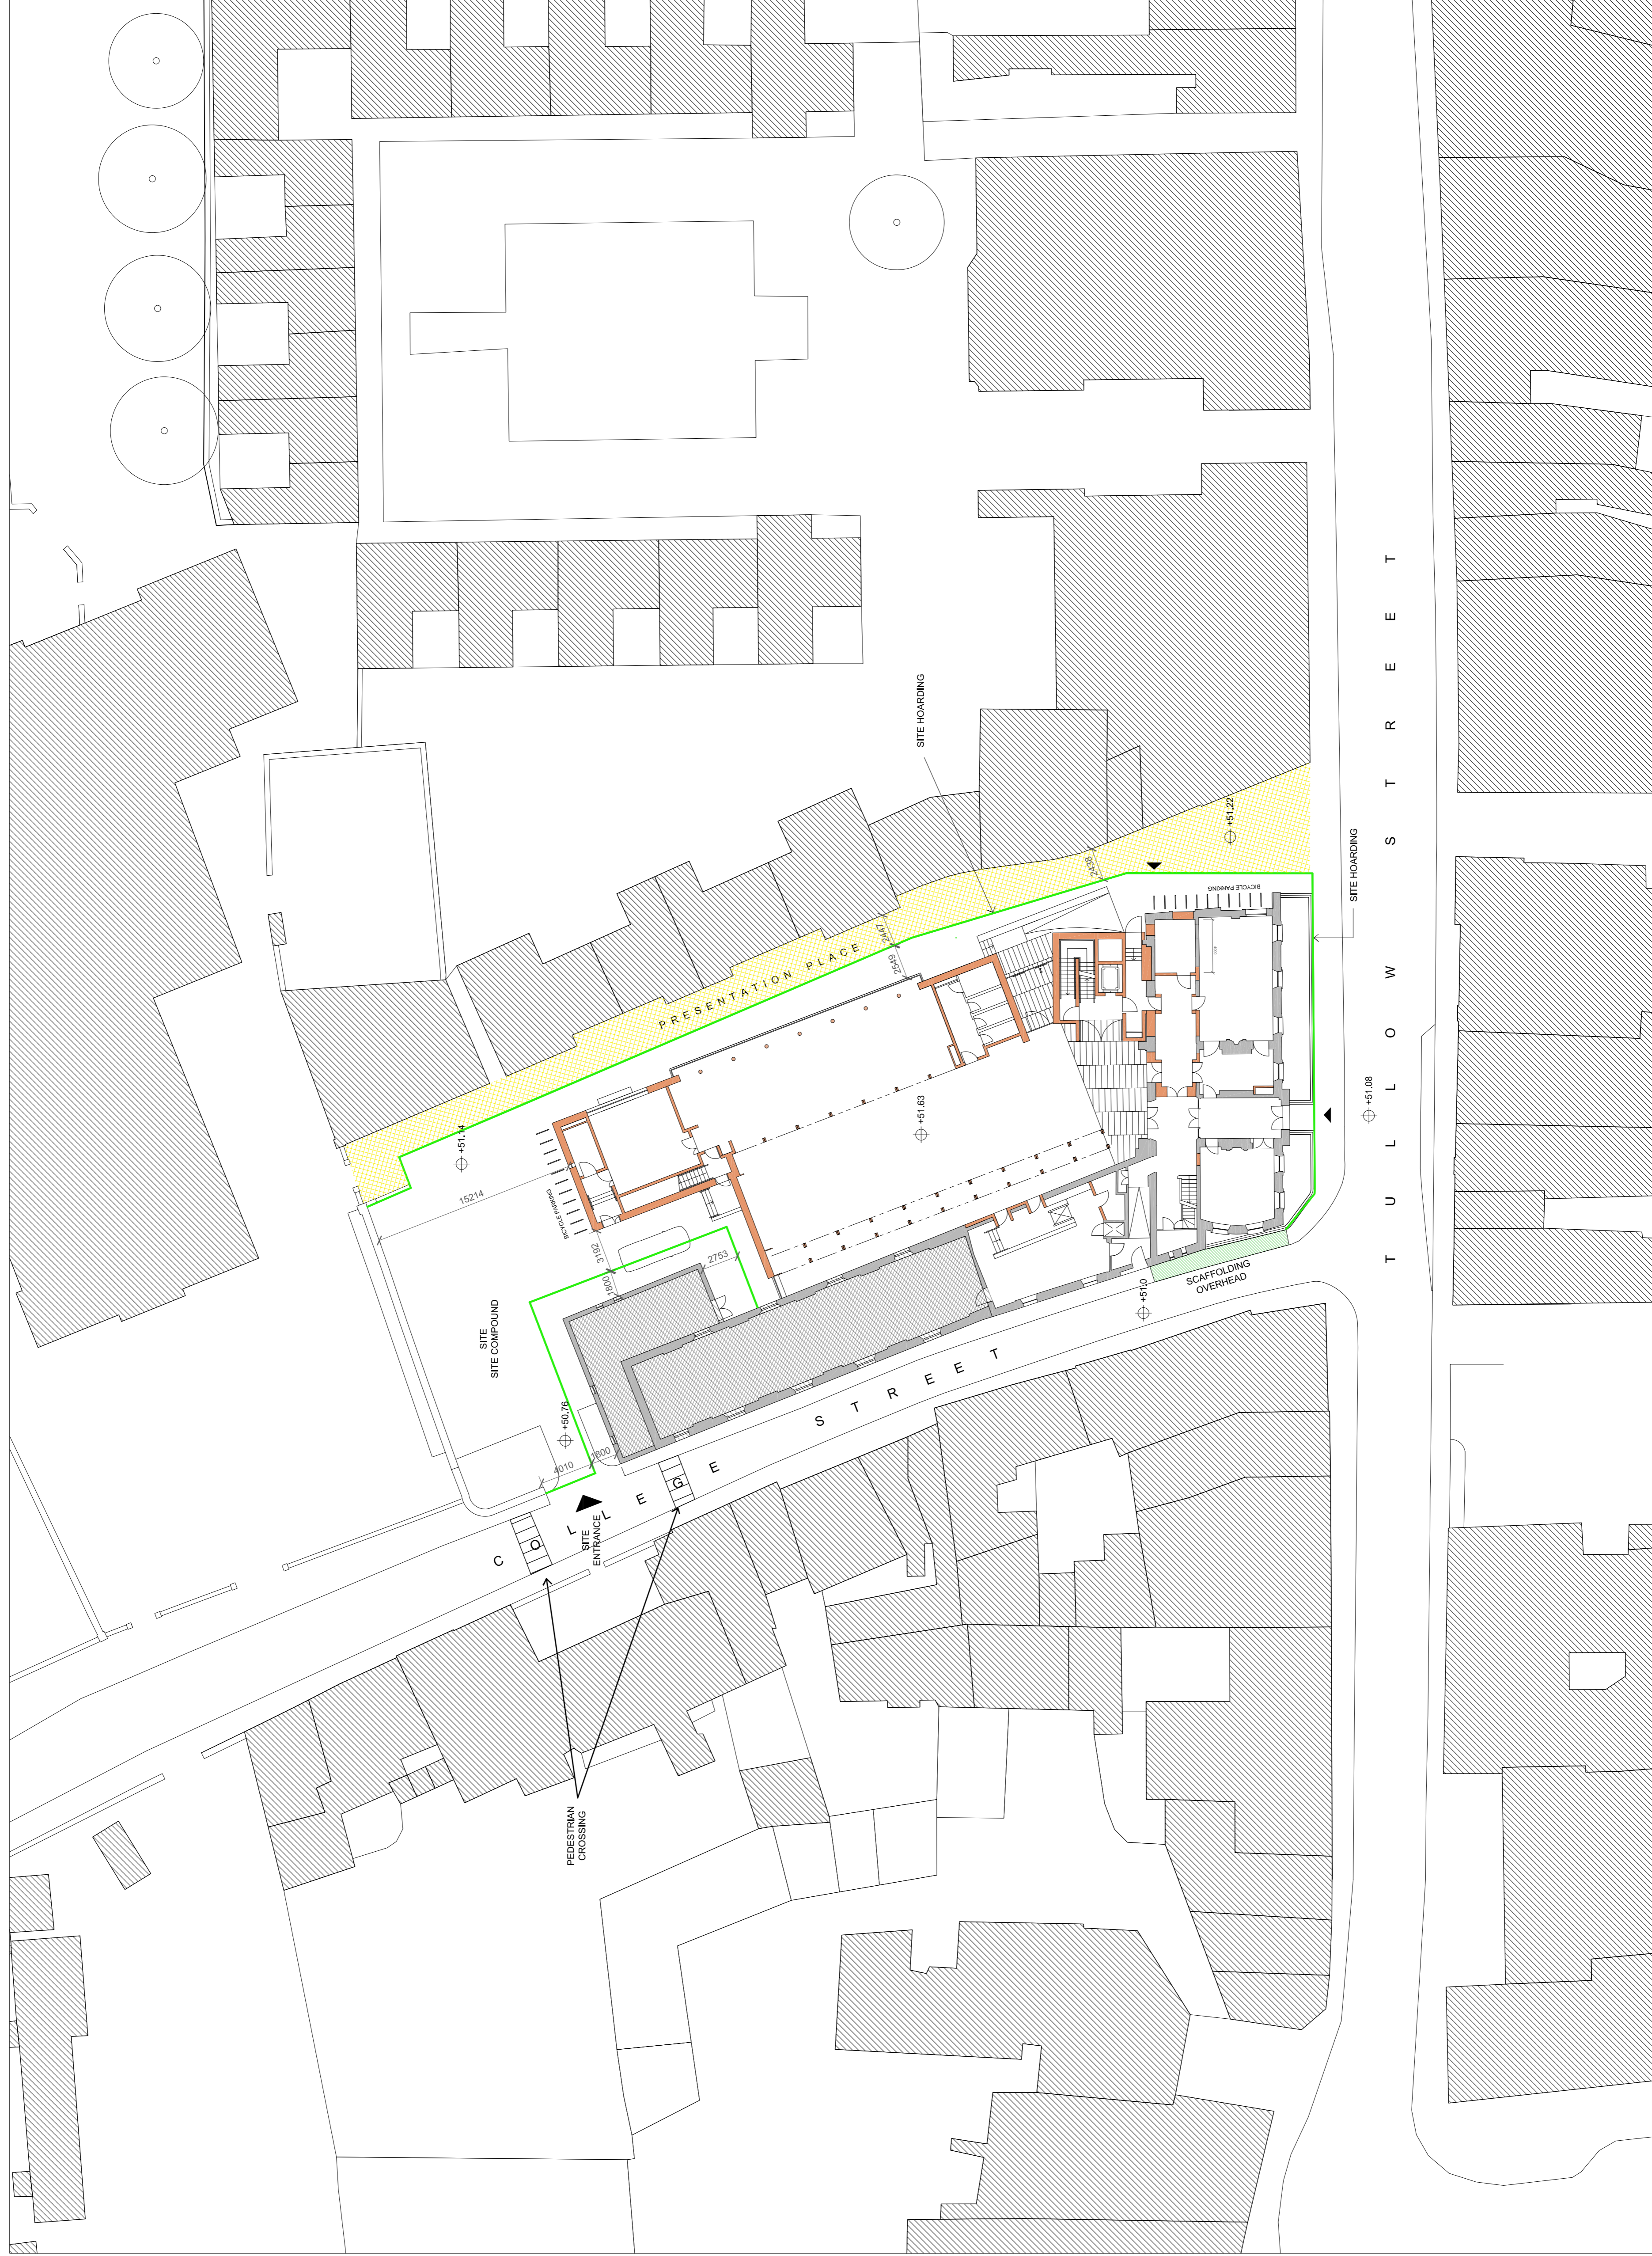 SITE HOARDING
BICYCLE PARKING
+51.22
2438
2447
2549
PRESENTATION PLACE
SITE HOARDING
+51.14
+51.63
+51.08
15214
BICYCLE PARKING
3192
1800
2753
SITE
SITE COMPOUND
+50.76
4010
1800
+51.0
SCAFFOLDING
OVERHEAD
SITE
ENTRANCE
COLLEGE STREET
TULLOW STREET
PEDESTRIAN
CROSSING